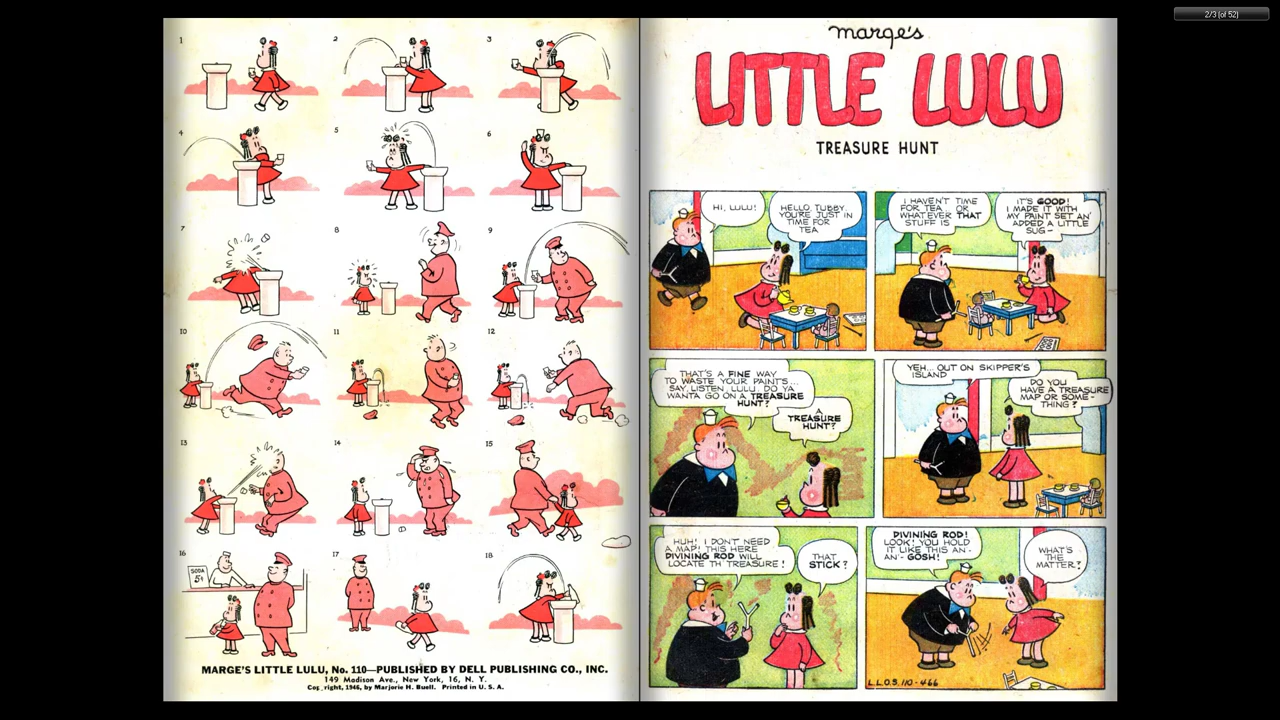 2/3 (of 52)
1
2
3
4
5
6
7
8
9
10
11
12
13
14
15
16
SODA
5¢
17
18
MARGE'S LITTLE LULU, No. 110—PUBLISHED BY DELL PUBLISHING CO., INC.
149 Madison Ave., New York, 16, N. Y.
Copyright, 1946, by Marjorie H. Buell. Printed in U. S. A.
marge's
LITTLE LULU
TREASURE HUNT
HI, LULU!
HELLO TUBBY
YOU'RE JUST IN
TIME FOR
TEA
I HAVEN'T TIME
FOR TEA OR
WHATEVER THAT
STUFF IS
IT'S GOOD!
I MADE IT WITH
MY PAINT SET AN'
ADDED A LITTLE
SUG-
THAT'S A FINE WAY
TO WASTE YOUR PAINTS...
SAY, LISTEN, LULU. DO YA
WANTA GO ON A TREASURE
HUNT?
A
TREASURE
HUNT?
YEH... OUT ON SKIPPER'S
ISLAND
DO YOU
HAVE A TREASURE
MAP OR SOME-
THING?
HUH! I DON'T NEED
A MAP! THIS HERE
DIVINING ROD WILL
LOCATE TH' TREASURE!
THAT
STICK?
DIVINING ROD!
LOOK! YOU HOLD
IT LIKE THIS AN'-
AN'- GOSH!
WHAT'S
THE
MATTER?
L.L.O.S. 110-466